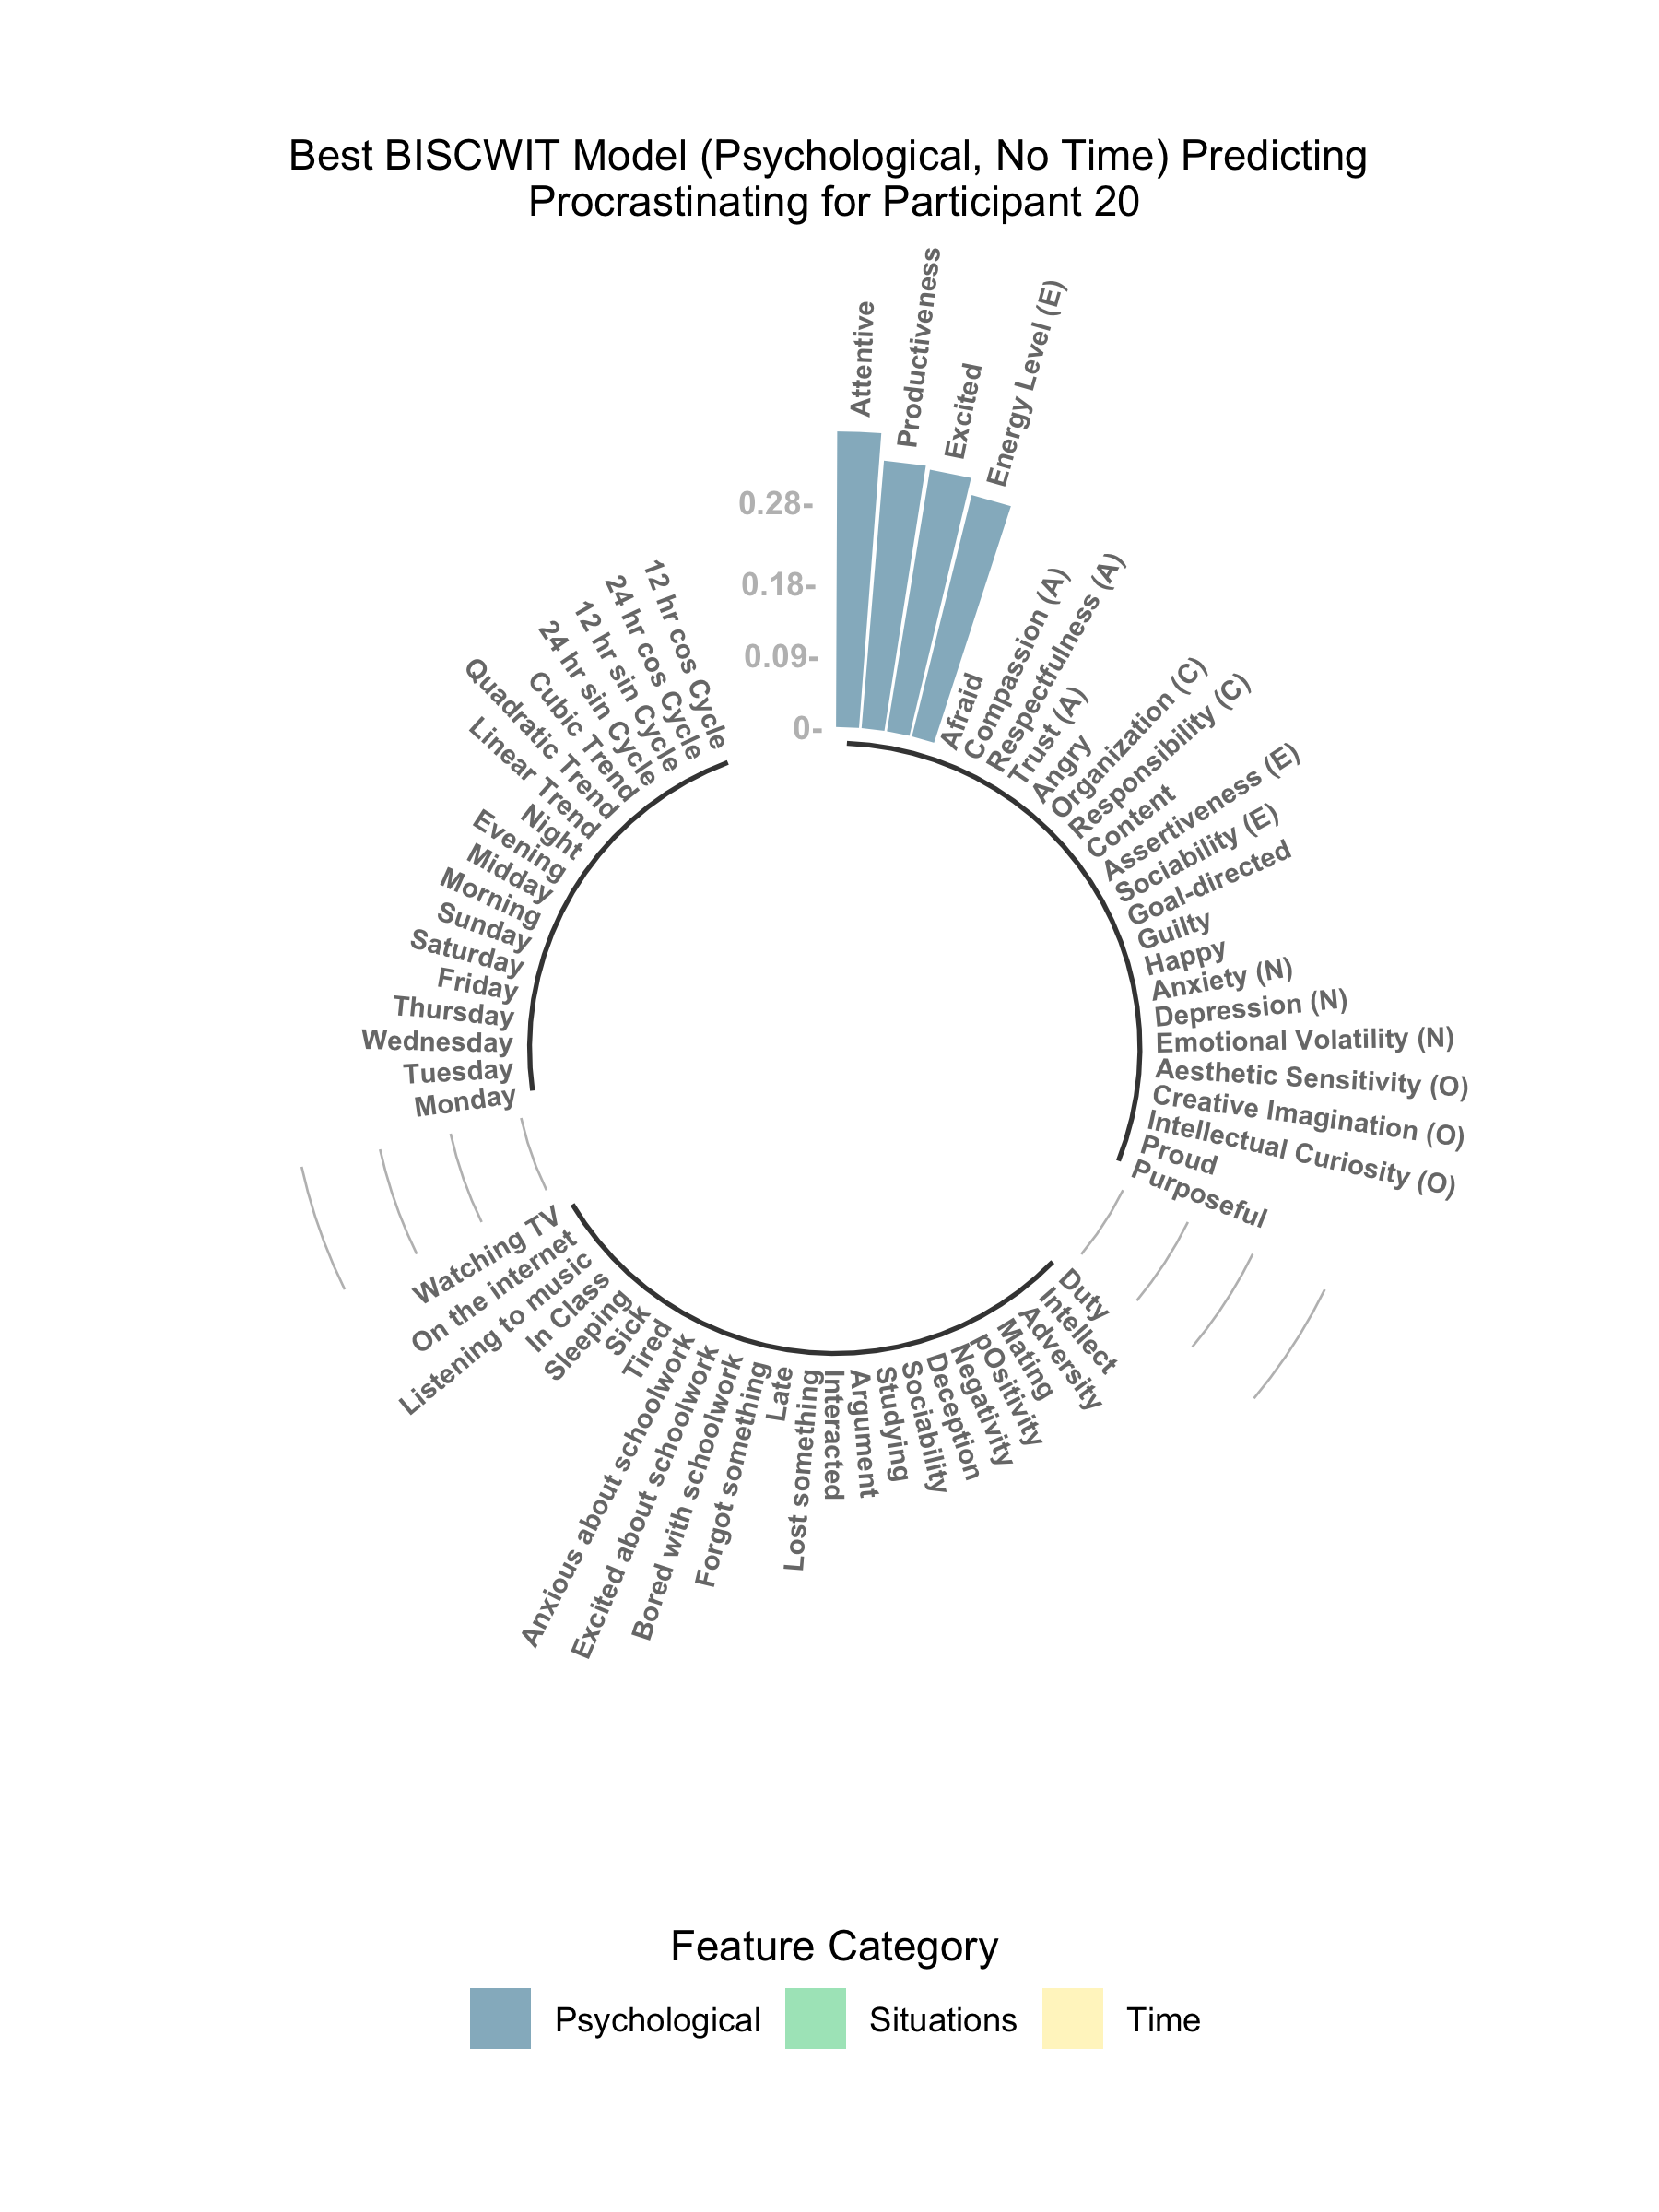 Best BISCWIT Model (Psychological, No Time) Predicting
Procrastinating for Participant 20
0.28-
0.18-
0.09-
0-
Attentive
Productiveness
Excited
Energy Level (E)
Afraid
Compassion (A)
Respectfulness (A)
Trust (A)
Angry
Organization (C)
Responsibility (C)
Content
Assertiveness (E)
Sociability (E)
Goal-directed
Guilty
Happy
Anxiety (N)
Depression (N)
Emotional Volatility (N)
Aesthetic Sensitivity (O)
Creative Imagination (O)
Intellectual Curiosity (O)
Proud
Purposeful
Duty
Intellect
Adversity
Mating
pOsitivity
Negativity
Deception
Sociability
Studying
Argument
Interacted
Lost something
Late
Forgot something
Bored with schoolwork
Excited about schoolwork
Anxious about schoolwork
Tired
Sick
Sleeping
In Class
Listening to music
On the internet
Watching TV
Monday
Tuesday
Wednesday
Thursday
Friday
Saturday
Sunday
Morning
Midday
Evening
Night
Linear Trend
Quadratic Trend
Cubic Trend
24 hr sin Cycle
12 hr sin Cycle
24 hr cos Cycle
12 hr cos Cycle
Feature Category
Psychological
Situations
Time